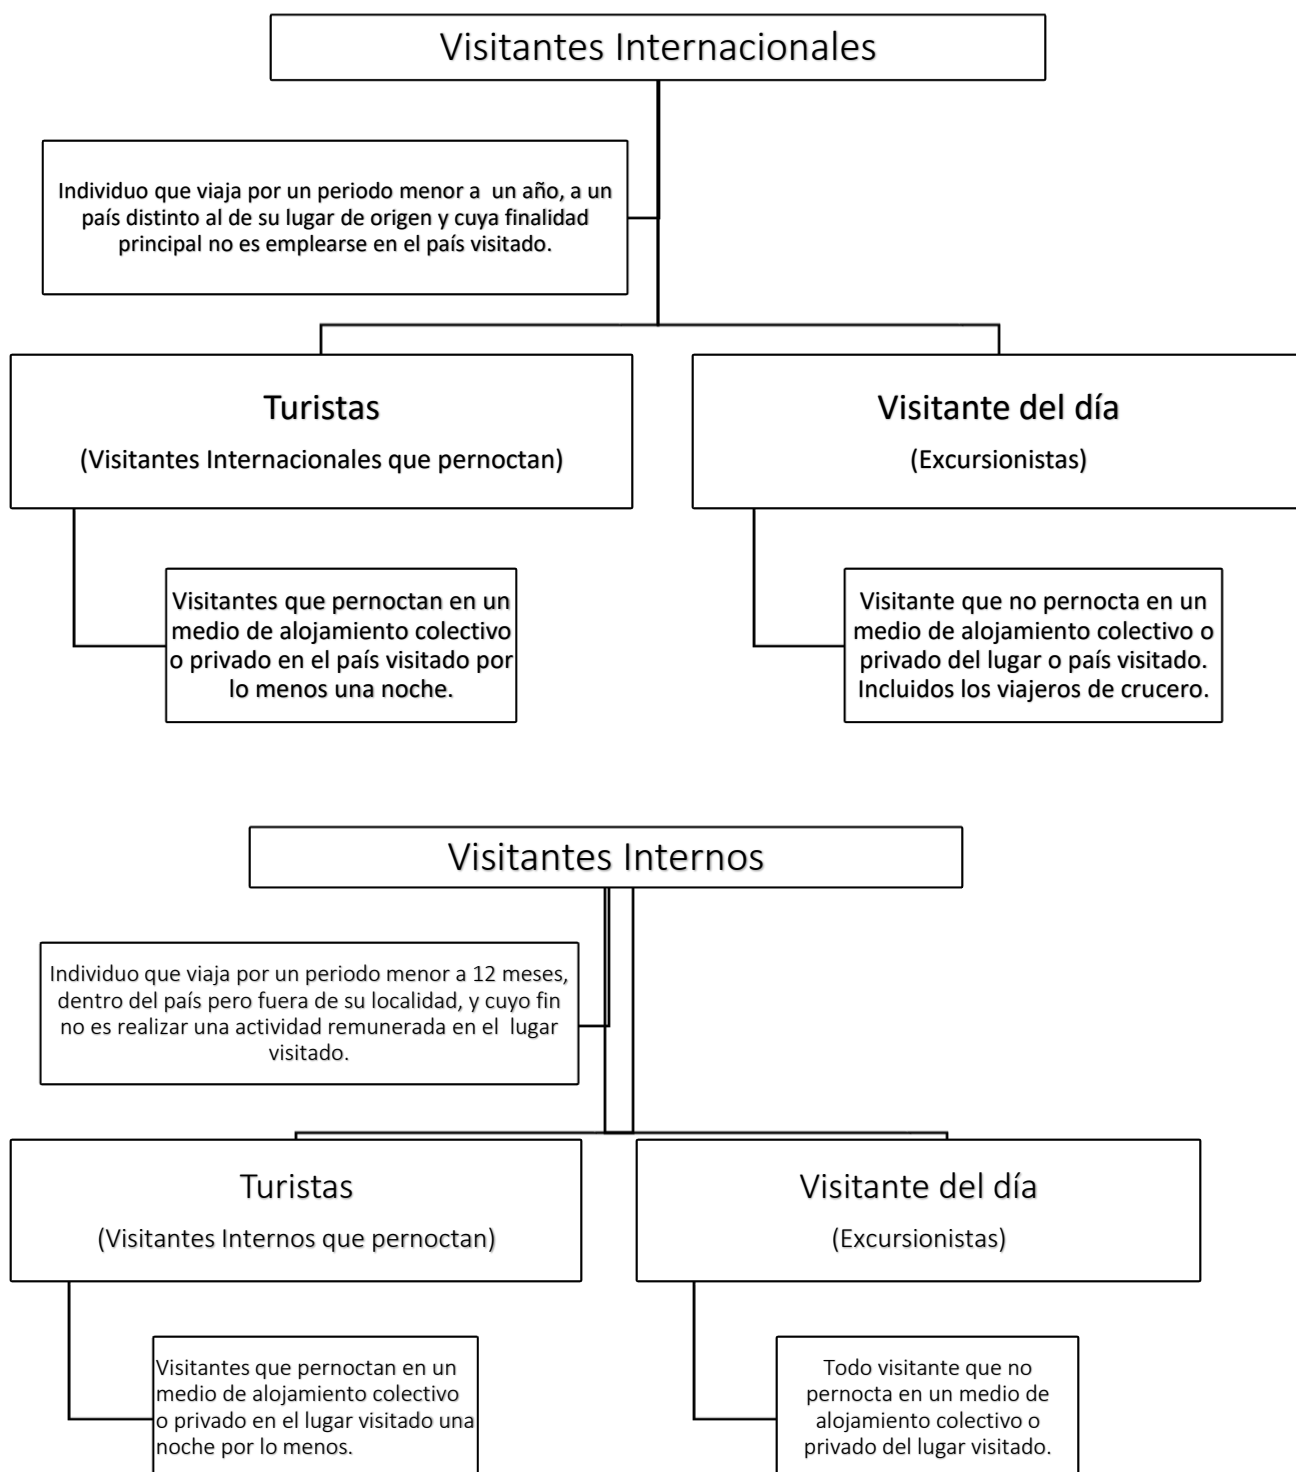 Visitantes Internacionales
Individuo que viaja por un periodo menor a  un año, a un
país distinto al de su lugar de origen y cuya finalidad
principal no es emplearse en el país visitado.
Turistas
(Visitantes Internacionales que pernoctan)
Visitante del día
(Excursionistas)
Visitantes que pernoctan en un
medio de alojamiento colectivo
o privado en el país visitado por
lo menos una noche.
Visitante que no pernocta en un
medio de alojamiento colectivo o
privado del lugar o país visitado.
Incluidos los viajeros de crucero.
Visitantes Internos
Individuo que viaja por un periodo menor a 12 meses,
dentro del país pero fuera de su localidad, y cuyo fin
no es realizar una actividad remunerada en el  lugar
visitado.
Turistas
(Visitantes Internos que pernoctan)
Visitante del día
(Excursionistas)
Visitantes que pernoctan en un
medio de alojamiento colectivo
o privado en el lugar visitado una
noche por lo menos.
Todo visitante que no
pernocta en un medio de
alojamiento colectivo o
privado del lugar visitado.